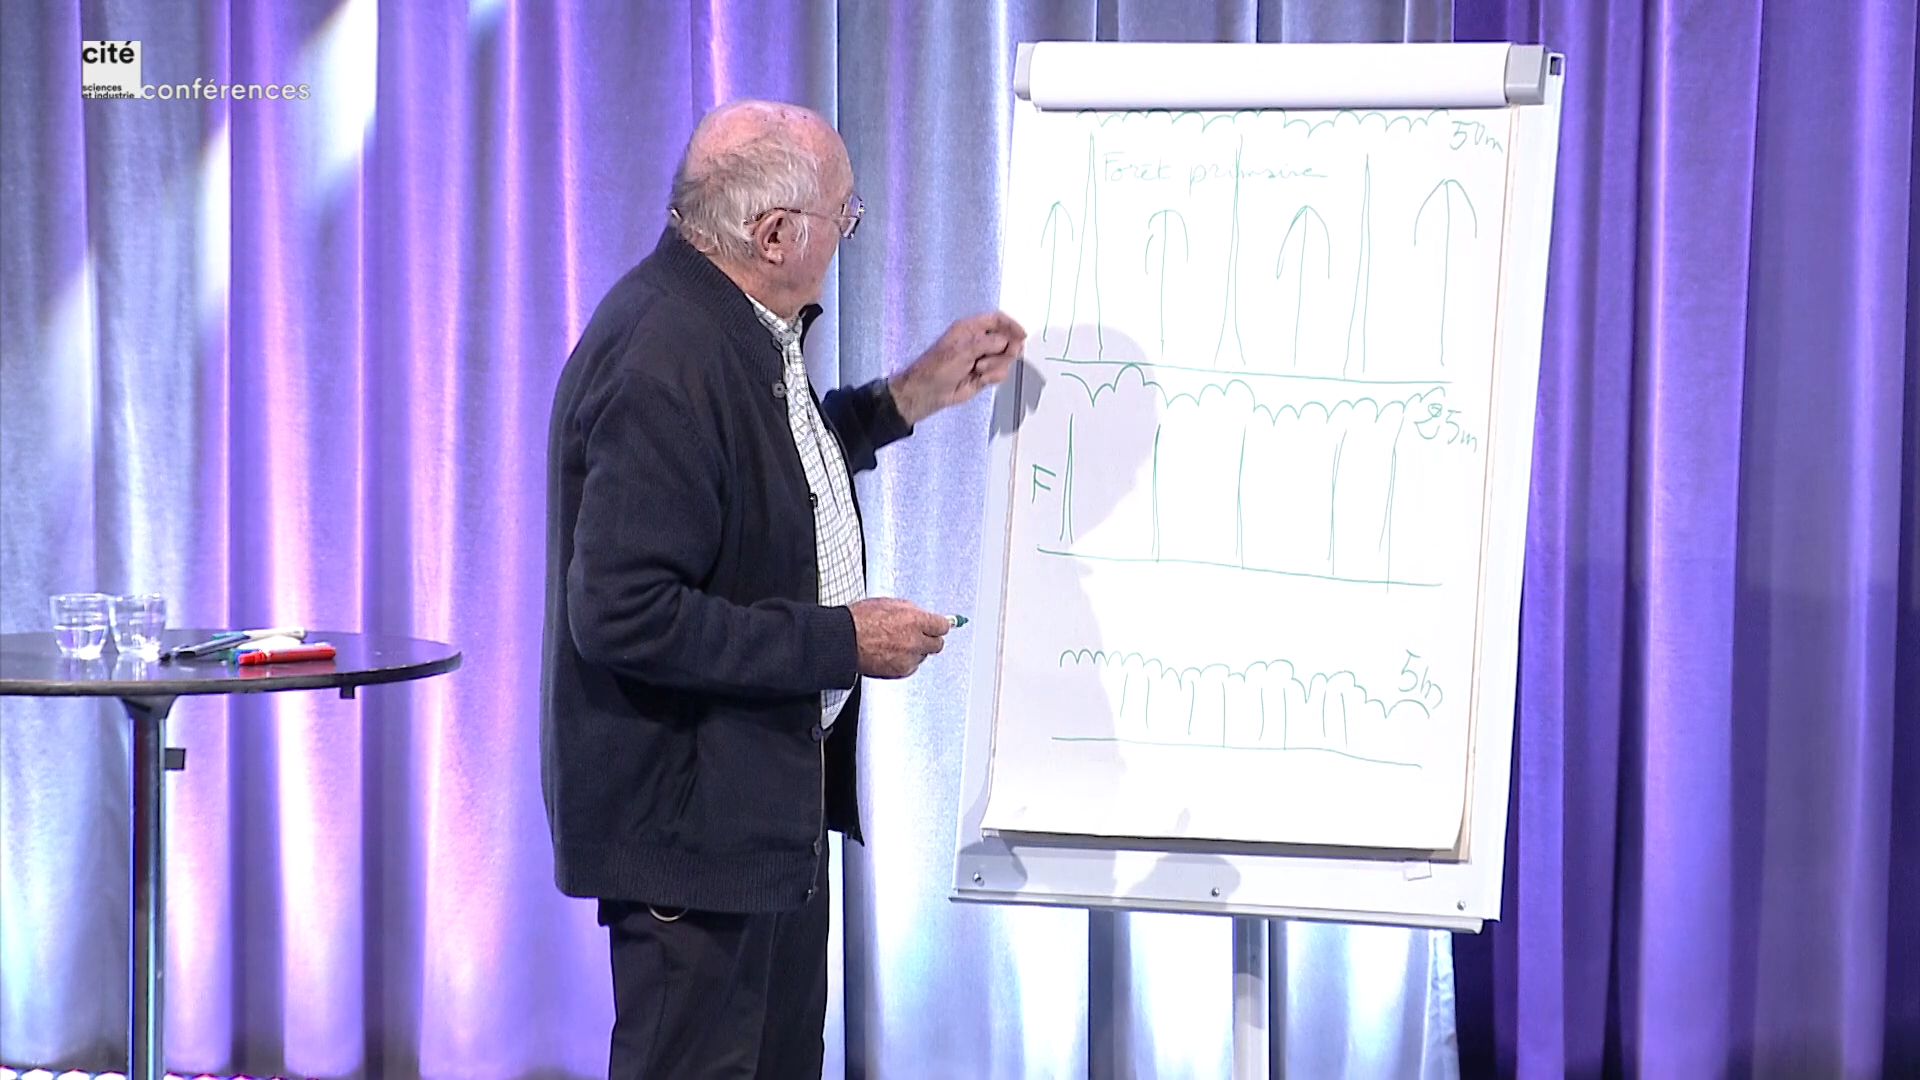 cité
sciences
et industrie
conférences
50m
Forêt primaire
25m
F
5m